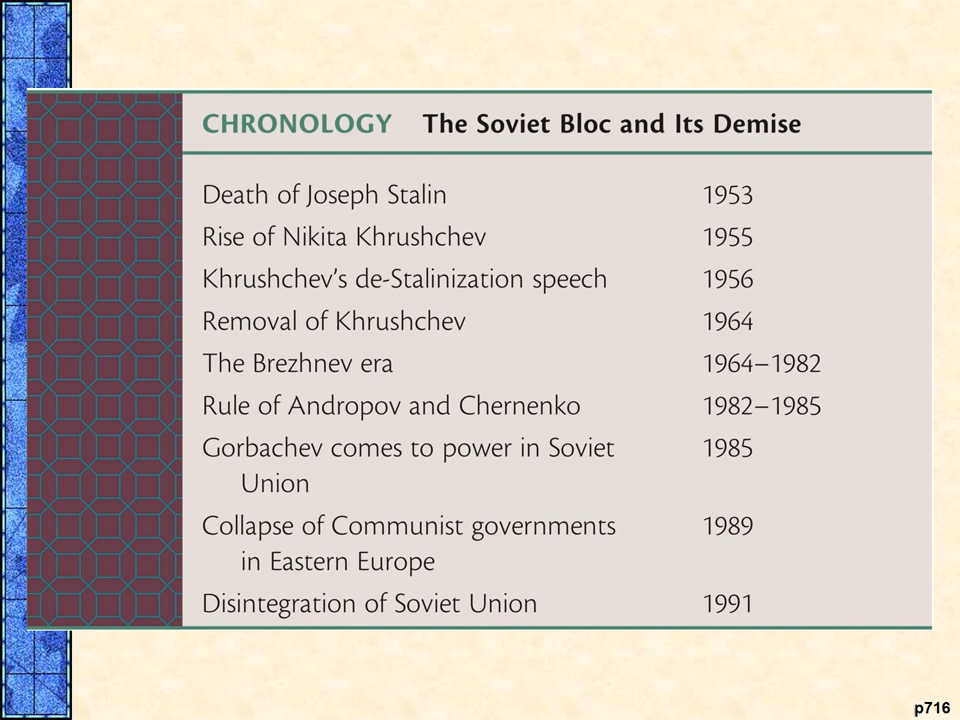 CHRONOLOGY The Soviet Bloc and Its Demise
Death of Joseph Stalin 1953
Rise of Nikita Khrushchev 1955
Khrushchev’s de-Stalinization speech 1956
Removal of Khrushchev 1964
The Brezhnev era 1964–1982
Rule of Andropov and Chernenko 1982–1985
Gorbachev comes to power in Soviet 1985
Union
Collapse of Communist governments 1989
in Eastern Europe
Disintegration of Soviet Union 1991
p716